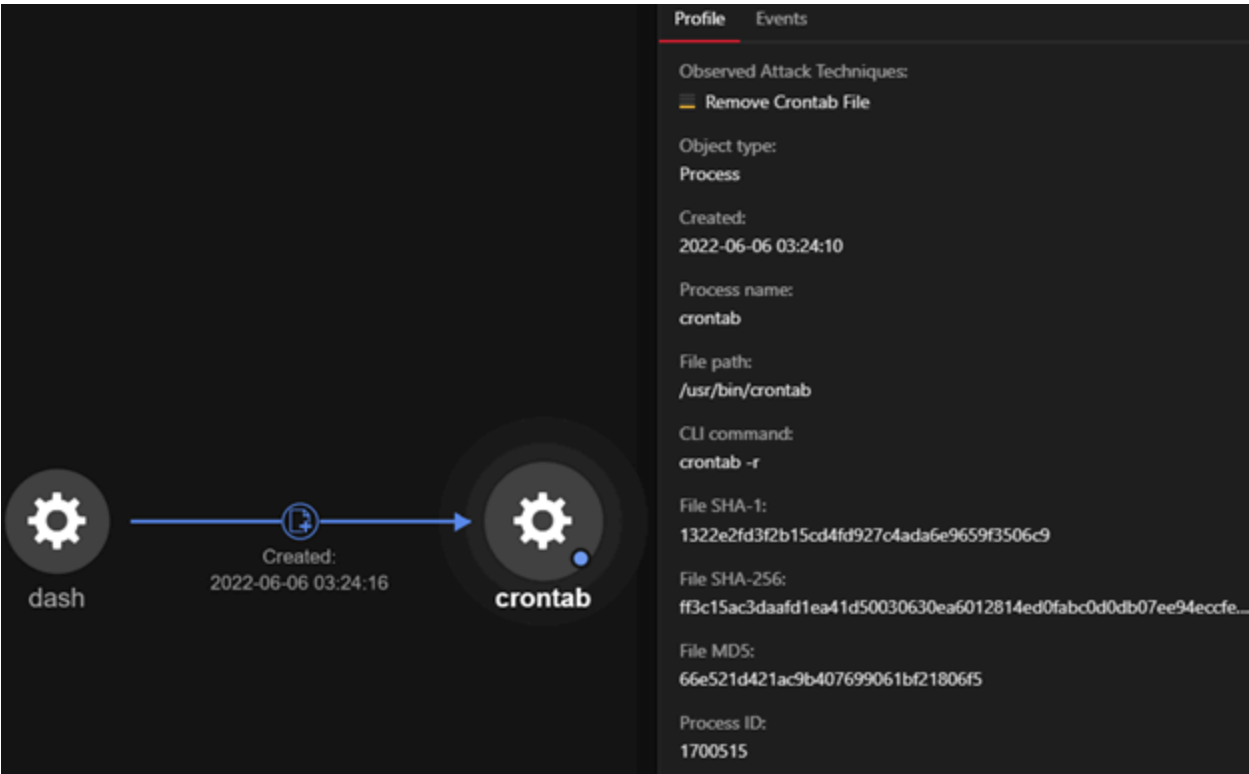 Profile Events
Observed Attack Techniques:
Remove Crontab File
Object type:
Process
Created:
2022-06-06 03:24:10
Process name:
crontab
File path:
/usr/bin/crontab
CLI command:
crontab -r
File SHA-1:
1322e2fd3f2b15cd4fd927c4ada6e9659f3506c9
File SHA-256:
ff3c15ac3daafd1ea41d50030630ea6012814ed0fabc0d0db07ee94eccfe...
File MD5:
66e521d421ac9b407699061bf21806f5
Process ID:
1700515
Created:
2022-06-06 03:24:16
dash
crontab